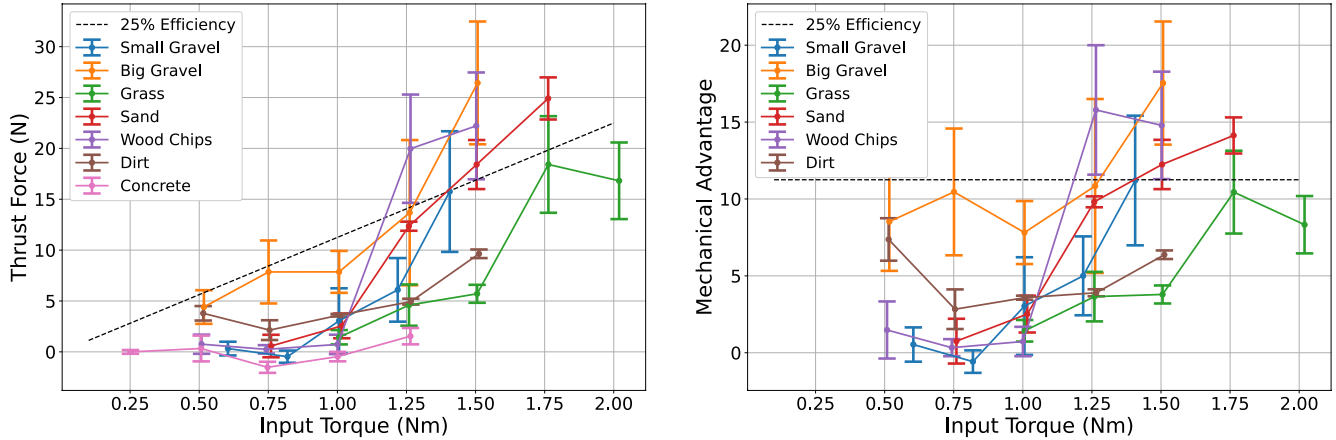 Thrust Force (N)
30
25
20
15
10
5
0
25% Efficiency
Small Gravel
Big Gravel
Grass
Sand
Wood Chips
Dirt
Concrete
0.25 0.50 0.75 1.00 1.25 1.50 1.75 2.00
Input Torque (Nm)
Mechanical Advantage
20
15
10
5
0
25% Efficiency
Small Gravel
Big Gravel
Grass
Sand
Wood Chips
Dirt
0.25 0.50 0.75 1.00 1.25 1.50 1.75 2.00
Input Torque (Nm)